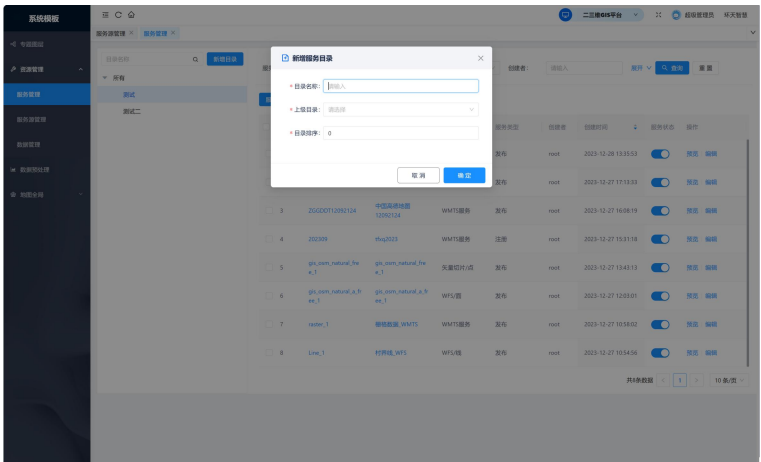 系统模板
二三维GIS平台
超级管理员 环天智慧
专题图层
资源管理
服务管理
服务源管理
数据管理
数据预处理
服务源管理 × 服务管理 ×
目录名称
新增目录
所有
测试
测试二
创建者: 请输入 展开 查询 重置
新增服务目录
* 目录名称: 请输入
* 上级目录: 请选择
* 目录排序: 0
取 消 确 定
服务类型 创建者 创建时间 服务状态 操作
发布 root 2023-12-28 13:35:53 预览 编辑
发布 root 2023-12-27 17:13:33 预览 编辑
3 ZGGDDT12092124 中国高德地图12092124 WMTS服务 发布 root 2023-12-27 16:08:19 预览 编辑
4 202309 WMTS服务 注册 root 2023-12-27 15:31:18 预览 编辑
5 gis_osm_natural_free_1 gis_osm_natural_free_1 矢量切片/点 发布 root 2023-12-27 13:43:13 预览 编辑
6 gis_osm_natural_a_free_1 gis_osm_natural_a_free_1 WFS/面 发布 root 2023-12-27 12:03:01 预览 编辑
7 raster_1 栅格数据_WMTS WMTS服务 发布 root 2023-12-27 10:58:02 预览 编辑
8 Line_1 村界线_WFS WFS/线 发布 root 2023-12-27 10:54:56 预览 编辑
共8条数据 1 10 条/页